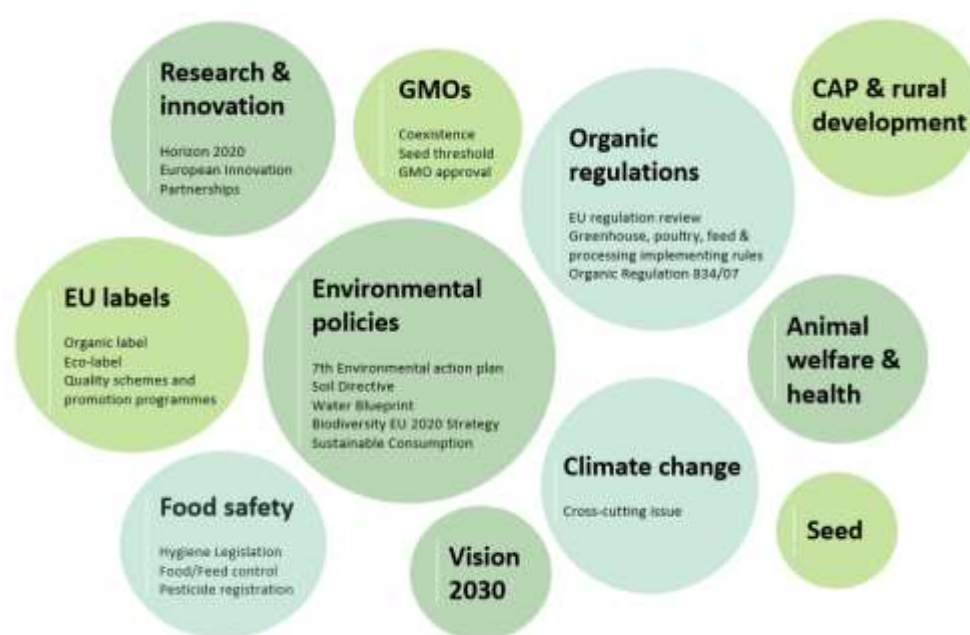 Research &
innovation
Horizon 2020
European Innovation
Partnerships
GMOs
Coexistence
Seed threshold
GMO approval
Organic
regulations
EU regulation review
Greenhouse, poultry, feed &
processing implementing rules
Organic Regulation 834/07
CAP & rural
development
EU labels
Organic label
Eco-label
Quality schemes and
promotion programmes
Environmental
policies
7th Environmental action plan
Soil Directive
Water Blueprint
Biodiversity EU 2020 Strategy
Sustainable Consumption
Animal
welfare &
health
Food safety
Hygiene Legislation
Food/Feed control
Pesticide registration
Vision
2030
Climate change
Cross-cutting issue
Seed